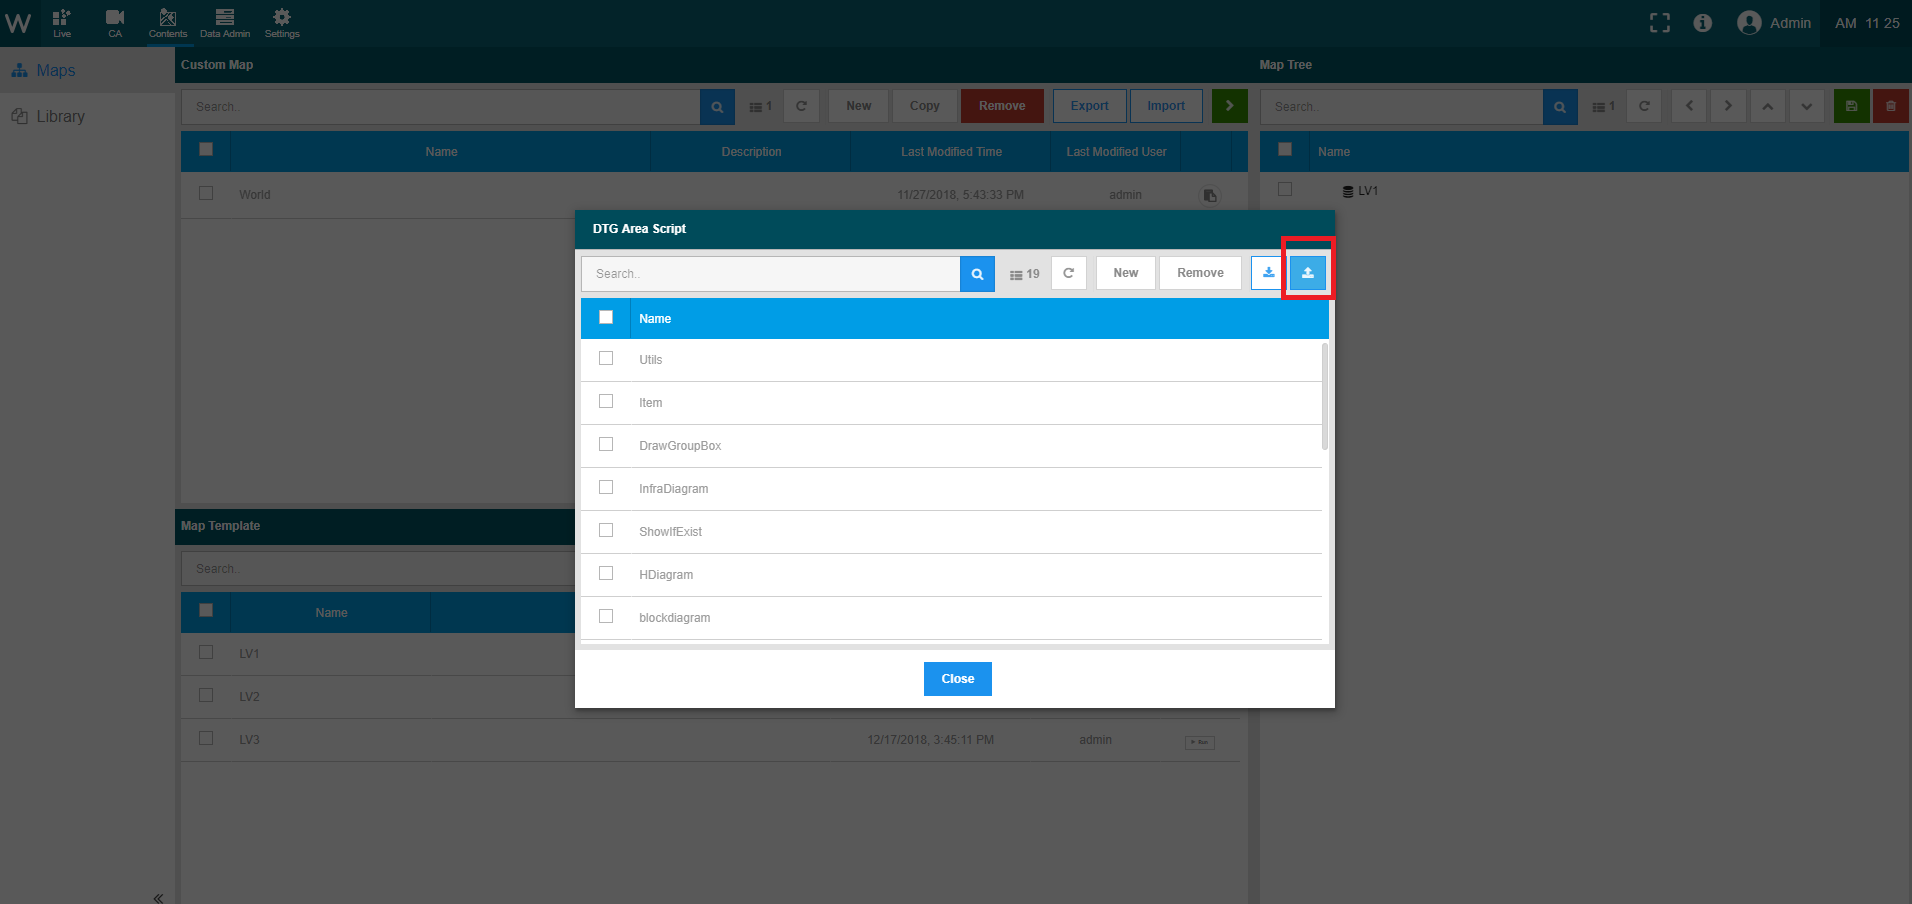 W
Live
CA
Contents
Data Admin
Settings
Admin
AM 11 25
Maps
Library
Custom Map
Search..
1
New
Copy
Remove
Export
Import
Name
Description
Last Modified Time
Last Modified User
World
11/27/2018, 5:43:33 PM
admin
Map Tree
Search..
1
Name
LV1
DTG Area Script
Search..
19
New
Remove
Name
Utils
Item
DrawGroupBox
InfraDiagram
ShowIfExist
HDiagram
blockdiagram
Close
Map Template
Search..
Name
LV1
LV2
LV3
12/17/2018, 3:45:11 PM
admin
Run